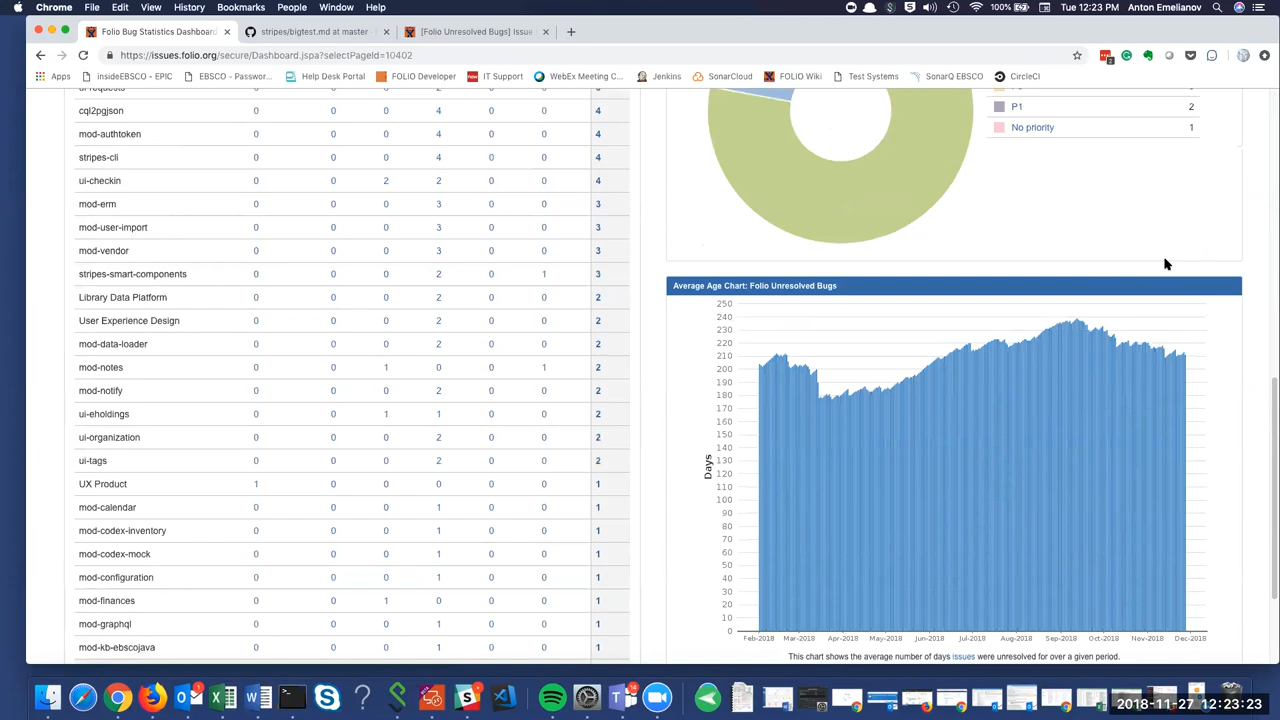 Chrome File Edit View History Bookmarks People Window Help 100% Tue 12:23 PM Anton Emelianov
Folio Bug Statistics Dashboard stripes/bigtest.md at master [Folio Unresolved Bugs] Issue
https://issues.folio.org/secure/Dashboard.jspa?selectPageId=10402
Apps insideEBSCO - EPIC EBSCO - Passwor... Help Desk Portal FOLIO Developer IT Support WebEx Meeting C... Jenkins SonarCloud FOLIO Wiki Test Systems SonarQ EBSCO CircleCI
cql2pgjson 0 0 0 4 0 0 4
mod-authtoken 0 0 0 4 0 0 4
stripes-cli 0 0 0 4 0 0 4
ui-checkin 0 0 2 2 0 0 4
mod-erm 0 0 0 3 0 0 3
mod-user-import 0 0 0 3 0 0 3
mod-vendor 0 0 0 3 0 0 3
stripes-smart-components 0 0 0 2 0 1 3
Library Data Platform 0 0 0 2 0 0 2
User Experience Design 0 0 0 2 0 0 2
mod-data-loader 0 0 0 2 0 0 2
mod-notes 0 0 1 0 0 1 2
mod-notify 0 0 0 2 0 0 2
ui-eholdings 0 0 1 1 0 0 2
ui-organization 0 0 0 2 0 0 2
ui-tags 0 0 0 2 0 0 2
UX Product 1 0 0 0 0 0 1
mod-calendar 0 0 0 1 0 0 1
mod-codex-inventory 0 0 0 1 0 0 1
mod-codex-mock 0 0 0 1 0 0 1
mod-configuration 0 0 0 1 0 0 1
mod-finances 0 0 1 0 0 0 1
mod-graphql 0 0 0 1 0 0 1
mod-kb-ebscojava 0 0 0 1 0 0 1
P1 2
No priority 1
Average Age Chart: Folio Unresolved Bugs
250
240
230
220
210
200
190
180
170
160
150
140
130
120
110
100
90
80
70
60
50
40
30
20
10
0
Days
Feb-2018 Mar-2018 Apr-2018 May-2018 Jun-2018 Jul-2018 Aug-2018 Sep-2018 Oct-2018 Nov-2018 Dec-2018
This chart shows the average number of days issues were unresolved for over a given period.
2018-11-27 12:23:23